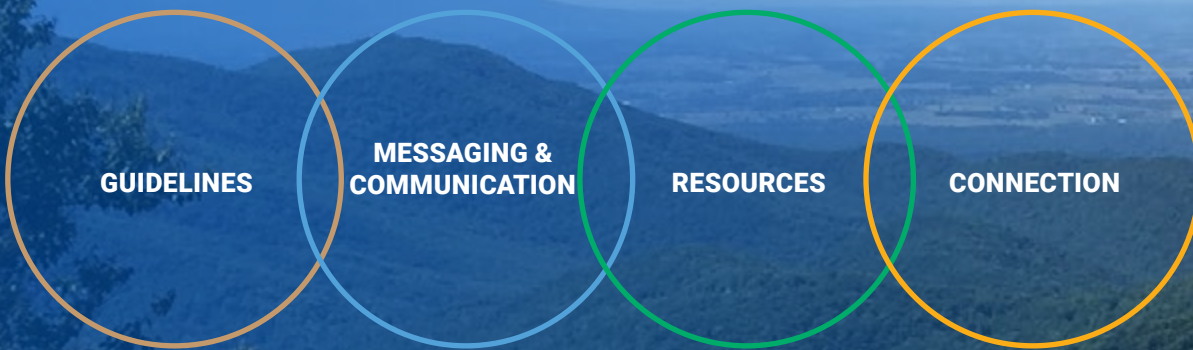 GUIDELINES
MESSAGING &
COMMUNICATION
RESOURCES
CONNECTION